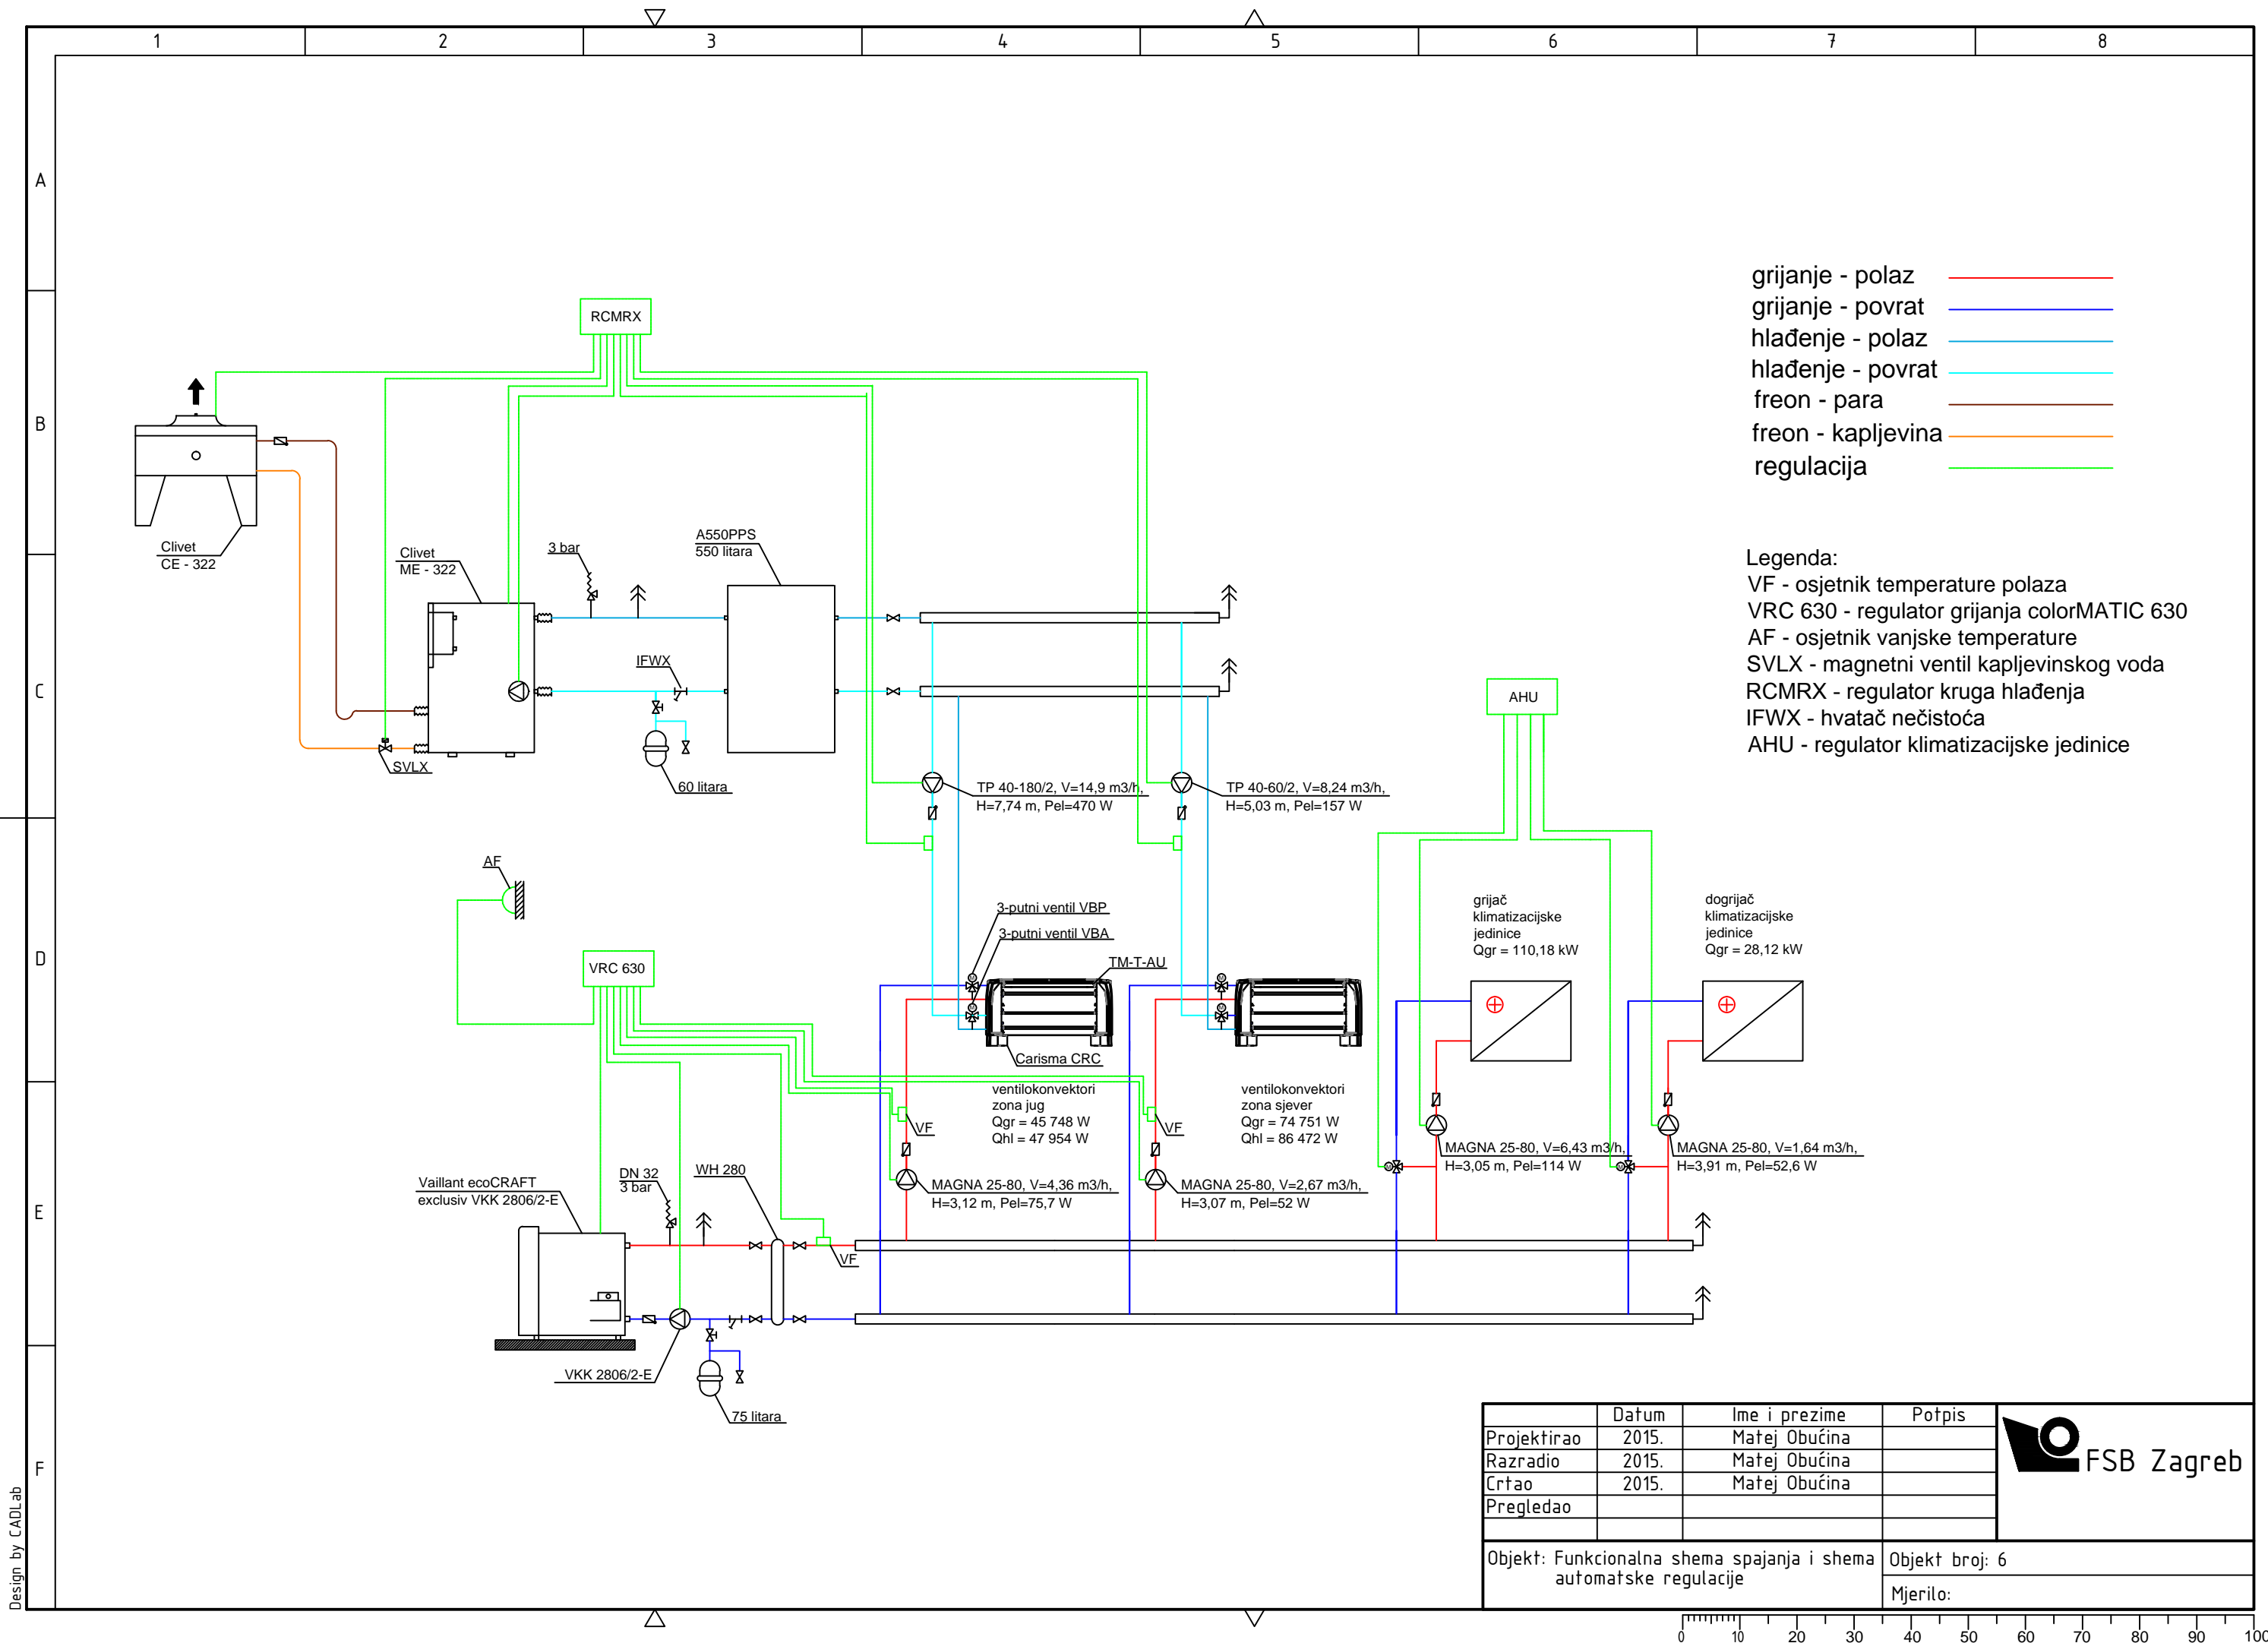 1 2 3 4 5 6 7 8
A
B
C
D
E
F
RCMRX
grijanje - polaz
grijanje - povrat
hlađenje - polaz
hlađenje - povrat
freon - para
freon - kapljevina
regulacija
Clivet
CE - 322
Clivet
ME - 322
3 bar
A550PPS
550 litara
IFWX
SVLX
60 litara
Legenda:
VF - osjetnik temperature polaza
VRC 630 - regulator grijanja colorMATIC 630
AF - osjetnik vanjske temperature
SVLX - magnetni ventil kapljevinskog voda
RCMRX - regulator kruga hlađenja
IFWX - hvatač nečistoća
AHU - regulator klimatizacijske jedinice
AHU
TP 40-180/2, V=14,9 m3/h,
H=7,74 m, Pel=470 W
TP 40-60/2, V=8,24 m3/h,
H=5,03 m, Pel=157 W
AF
VRC 630
3-putni ventil VBP
3-putni ventil VBA
TM-T-AU
Carisma CRC
grijač
klimatizacijske
jedinice
Qgr = 110,18 kW
dogrijač
klimatizacijske
jedinice
Qgr = 28,12 kW
ventilokonvektori
zona jug
Qgr = 45 748 W
Qhl = 47 954 W
ventilokonvektori
zona sjever
Qgr = 74 751 W
Qhl = 86 472 W
VF
VF
MAGNA 25-80, V=4,36 m3/h,
H=3,12 m, Pel=75,7 W
MAGNA 25-80, V=2,67 m3/h,
H=3,07 m, Pel=52 W
MAGNA 25-80, V=6,43 m3/h,
H=3,05 m, Pel=114 W
MAGNA 25-80, V=1,64 m3/h,
H=3,91 m, Pel=52,6 W
Vaillant ecoCRAFT
exclusiv VKK 2806/2-E
DN 32
3 bar
WH 280
VF
VKK 2806/2-E
75 litara
Datum Ime i prezime Potpis
Projektirao 2015. Matej Obućina
Razradio 2015. Matej Obućina
Crtao 2015. Matej Obućina
Pregledao
FSB Zagreb
Objekt: Funkcionalna shema spajanja i shema
automatske regulacije
Objekt broj: 6
Mjerilo:
Design by CADLab
0 10 20 30 40 50 60 70 80 90 100